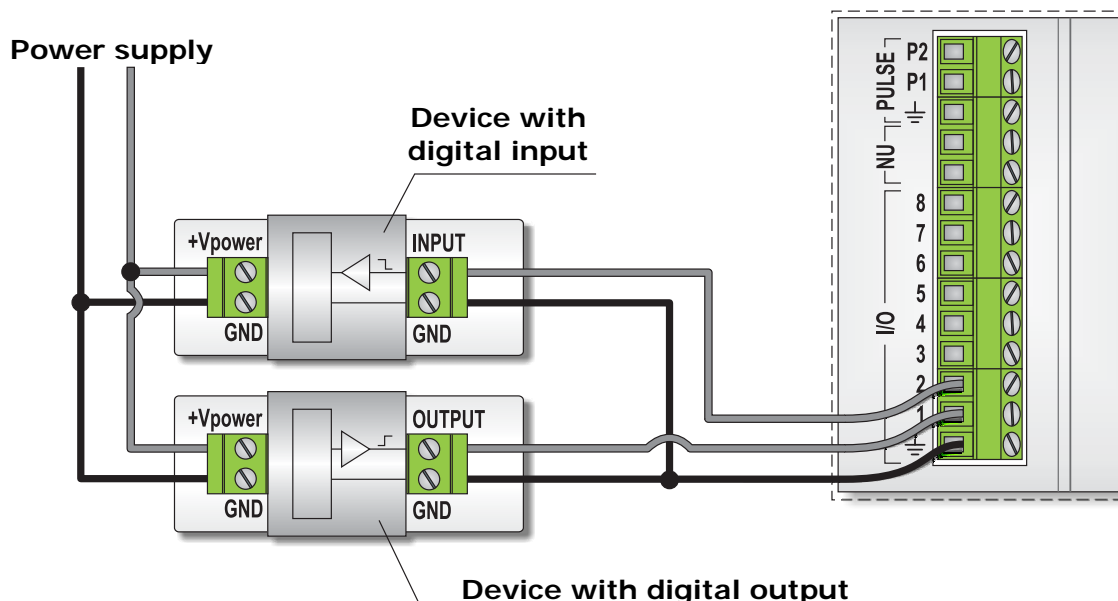 Power supply
Device with
digital input
+Vpower
INPUT
GND
GND
+Vpower
OUTPUT
GND
GND
Device with digital output
PULSE
P2
P1
NU
I/O
8
7
6
5
4
3
2
1